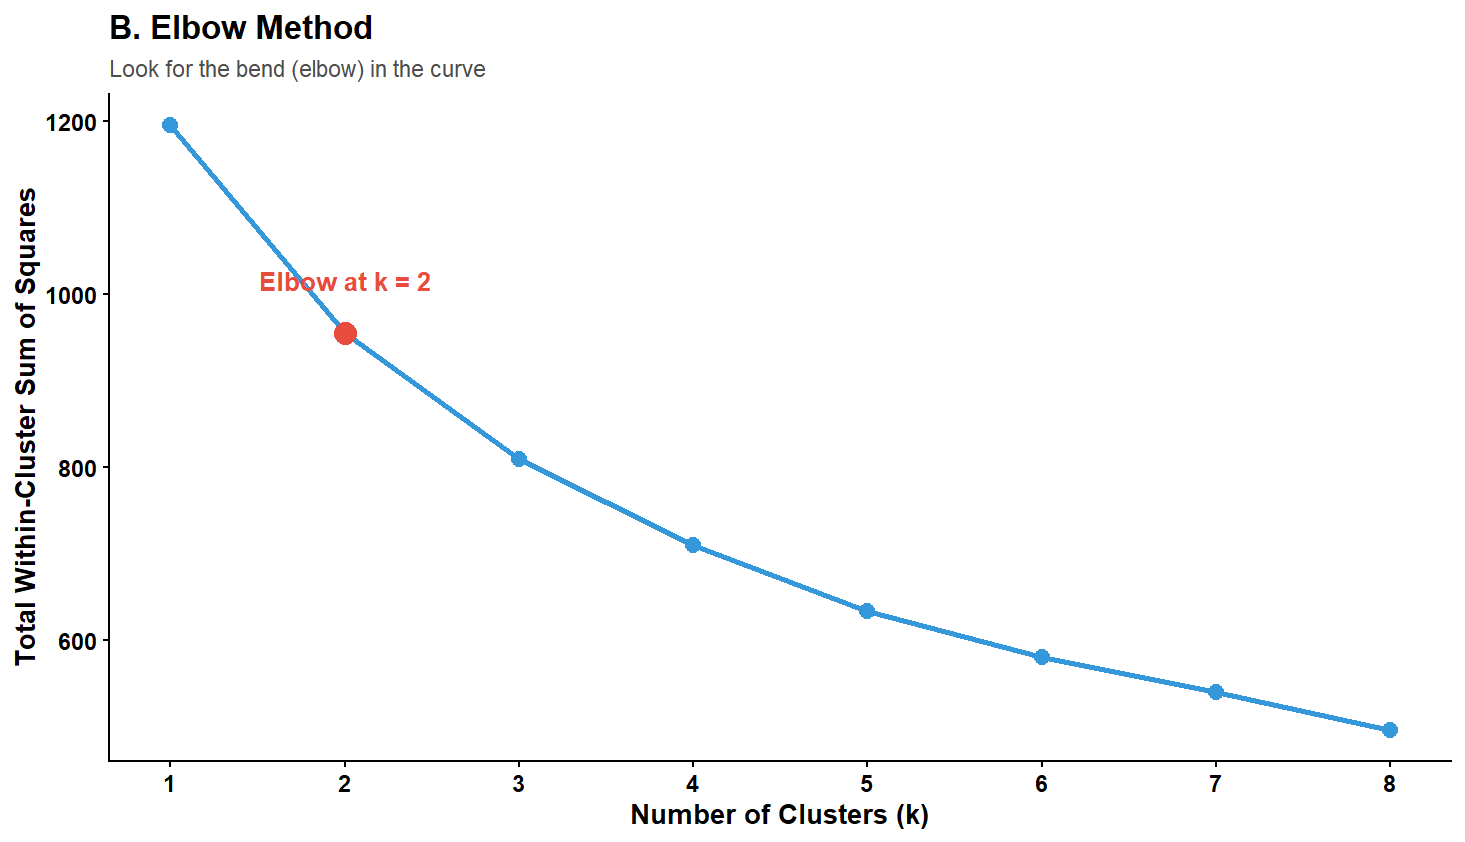 B. Elbow Method
Look for the bend (elbow) in the curve
Total Within-Cluster Sum of Squares
1200
1000
800
600
Elbow at k = 2
1 2 3 4 5 6 7 8
Number of Clusters (k)